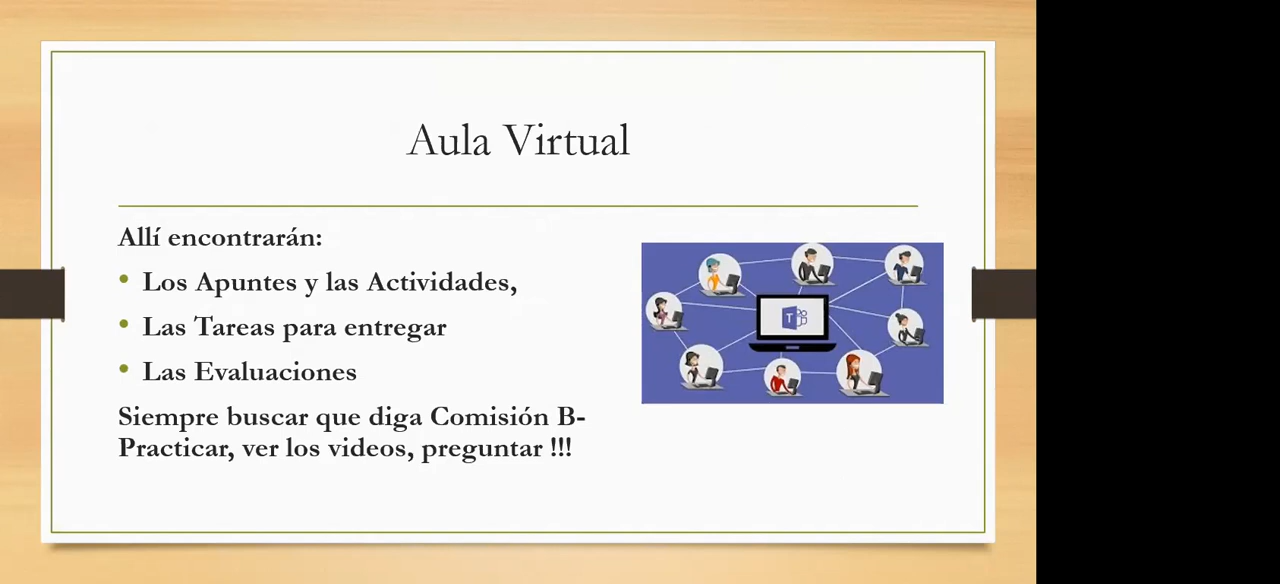 Aula Virtual
Allí encontrarán:
• Los Apuntes y las Actividades,
• Las Tareas para entregar
• Las Evaluaciones
Siempre buscar que diga Comisión B-
Practicar, ver los videos, preguntar !!!
T